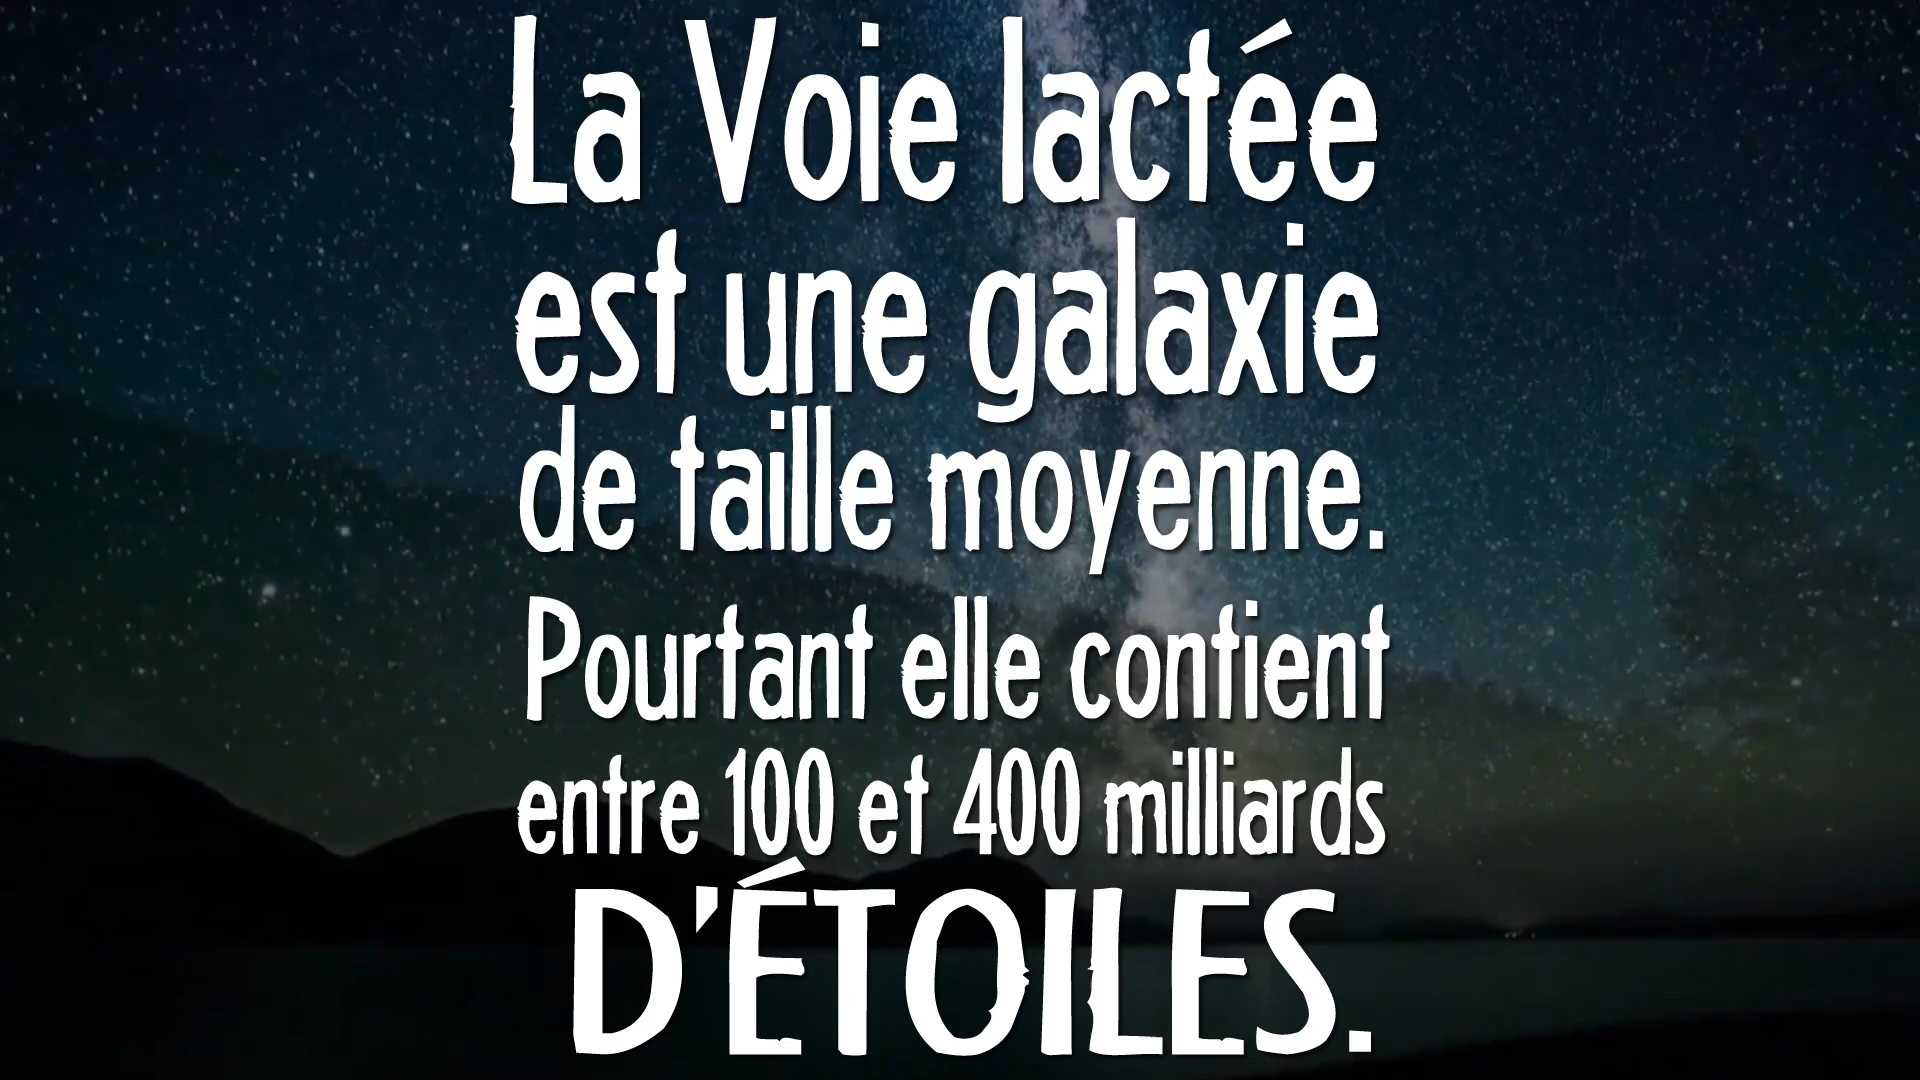 La Voie lactée
est une galaxie
de taille moyenne.
Pourtant elle contient
entre 100 et 400 milliards
D'ÉTOILES.